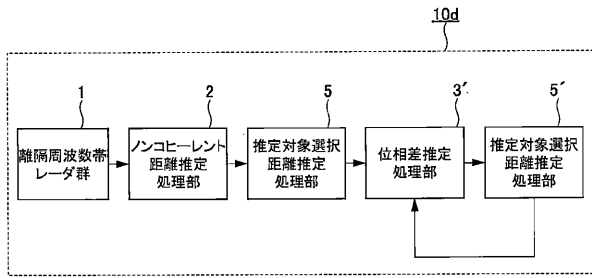 10d
1
2
5
3′
5′
離隔周波数帯
レーダ群
ノンコヒーレント
距離推定
処理部
推定対象選択
距離推定
処理部
位相差推定
処理部
推定対象選択
距離推定
処理部